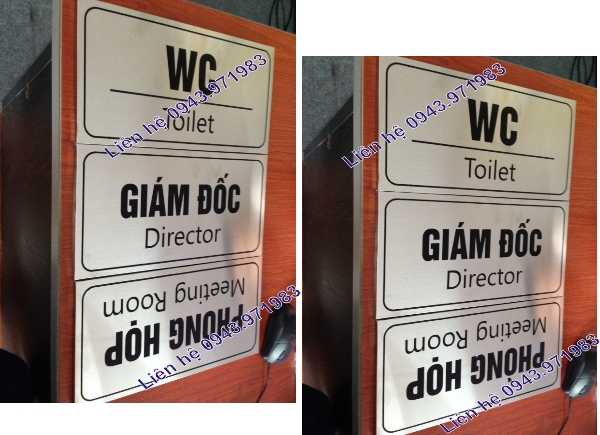 WC
Toilet
Liên hệ 0943.971983
GIÁM ĐỐC
Director
PHÒNG HỌP
Meeting Room
Liên hệ 0943.971983
WC
Toilet
Liên hệ 0943.971983
GIÁM ĐỐC
Director
PHÒNG HỌP
Meeting Room
Liên hệ 0943.971983